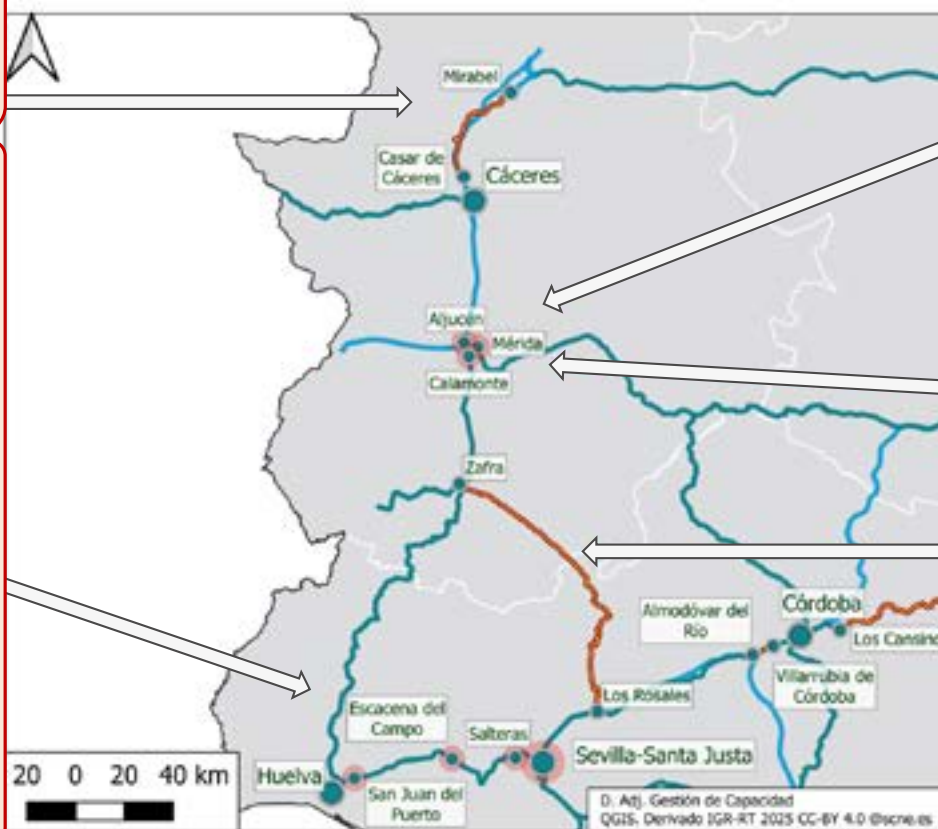 Mirabel
Casar de
Cáceres
Cáceres
Aljucén
Mérida
Calamonte
Zafra
Almodóvar del
Río
Córdoba
Los Cansino
Villarrubia de
Córdoba
Los Rosales
Escacena del
Campo
Salteras
Sevilla-Santa Justa
Huelva
San Juan del
Puerto
20 0 20 40 km
D. Adj. Gestión de Capacidad
QGIS. Derivado IGR-RT 2025 CC-BY 4.0 @scne.es